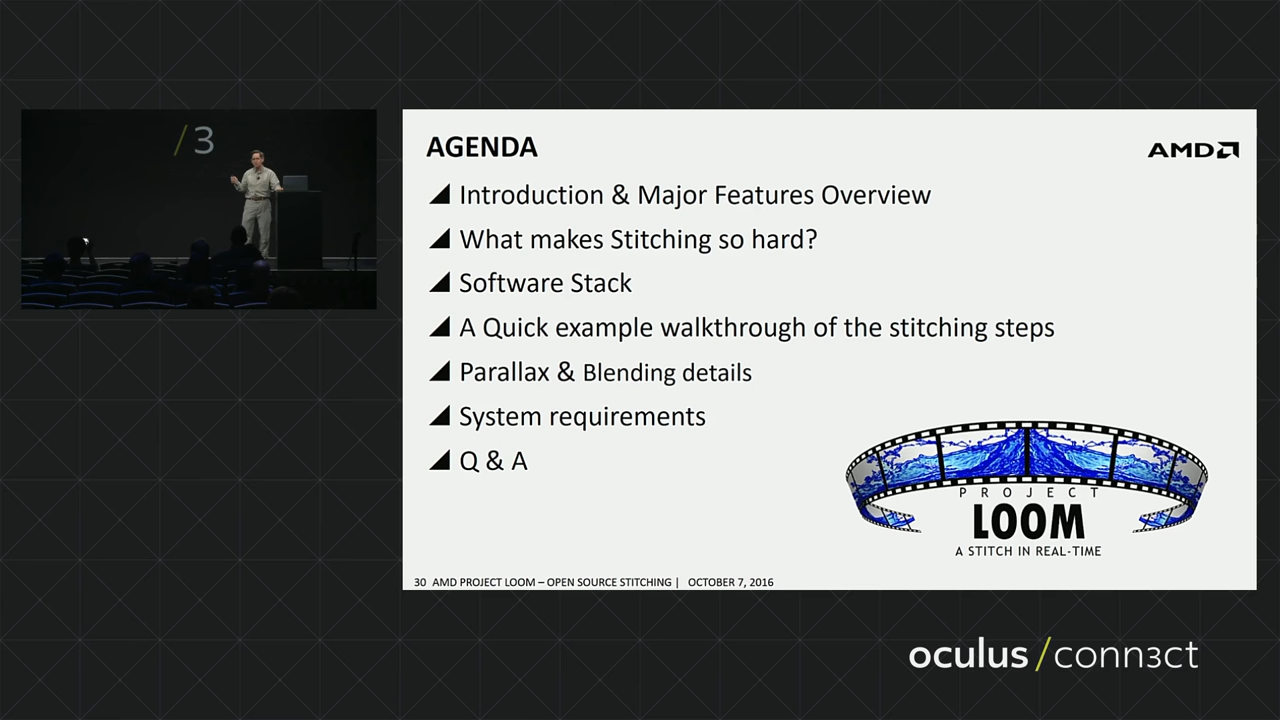 /3
AGENDA
AMD
Introduction & Major Features Overview
What makes Stitching so hard?
Software Stack
A Quick example walkthrough of the stitching steps
Parallax & Blending details
System requirements
Q & A
PROJECT
LOOM
A STITCH IN REAL-TIME
30 AMD PROJECT LOOM – OPEN SOURCE STITCHING | OCTOBER 7, 2016
oculus /conn3ct